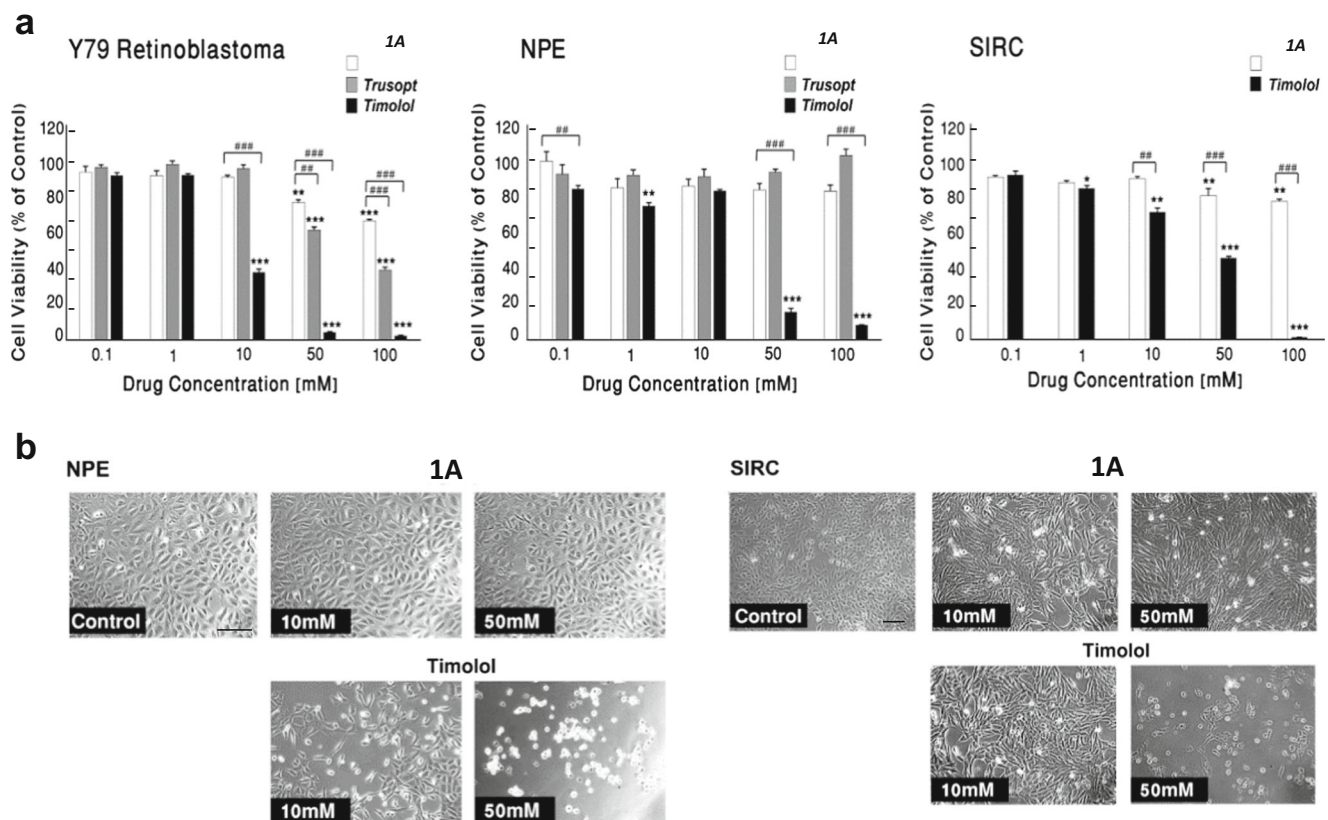 a
Y79 Retinoblastoma
1A
Trusopt
Timolol
Cell Viability (% of Control)
120
100
80
60
40
20
0
###
###
##
**
***
###
###
***
***
***
***
***
0.1
1
10
50
100
Drug Concentration [mM]
NPE
1A
Trusopt
Timolol
Cell Viability (% of Control)
120
100
80
60
40
20
0
##
**
###
***
###
***
0.1
1
10
50
100
Drug Concentration [mM]
SIRC
1A
Timolol
Cell Viability (% of Control)
120
100
80
60
40
20
0
*
##
**
###
**
***
###
**
***
0.1
1
10
50
100
Drug Concentration [mM]
b
NPE
1A
Control
10mM
50mM
Timolol
10mM
50mM
SIRC
1A
Control
10mM
50mM
Timolol
10mM
50mM